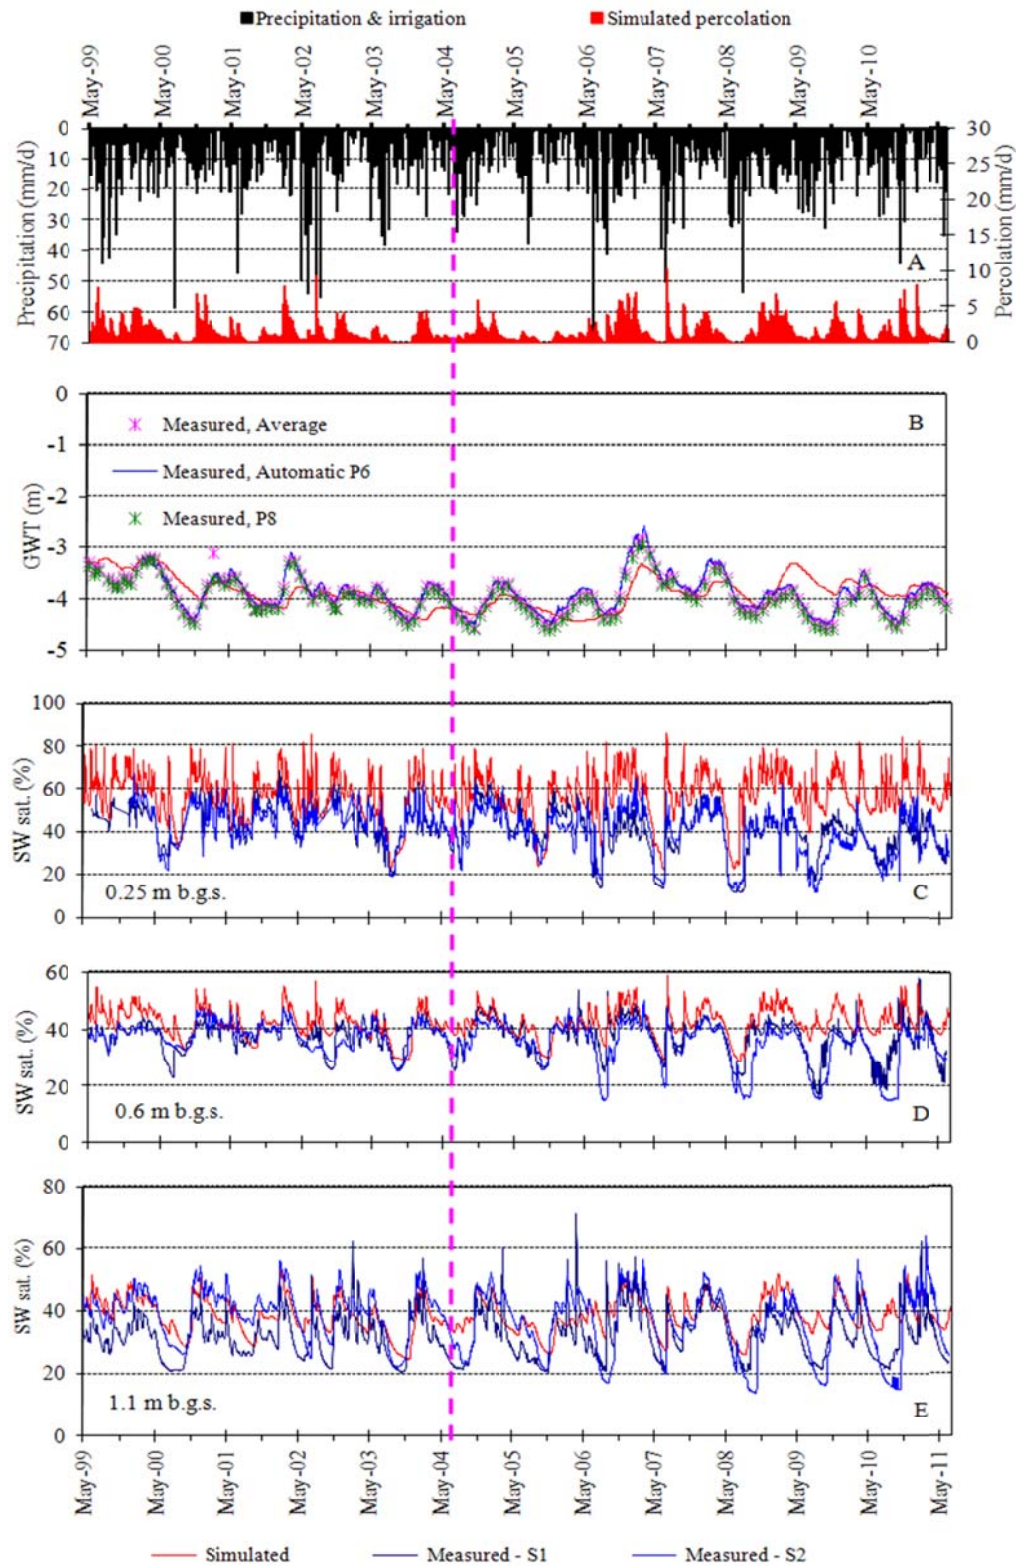 Precipitation & irrigation Simulated percolation
May-99 May-00 May-01 May-02 May-03 May-04 May-05 May-06 May-07 May-08 May-09 May-10
Precipitation (mm/d)
0
10
20
30
40
50
60
70
30
25
20
15
10
5
0
Percolation (mm/d)
A
GWT (m)
0
-1
-2
-3
-4
-5
Measured, Average
Measured, Automatic P6
Measured, P8
B
SW sat. (%)
100
80
60
40
20
0
0.25 m b.g.s.
C
SW sat. (%)
60
40
20
0
0.6 m b.g.s.
D
SW sat. (%)
80
60
40
20
0
1.1 m b.g.s.
E
May-99 May-00 May-01 May-02 May-03 May-04 May-05 May-06 May-07 May-08 May-09 May-10 May-11
Simulated Measured - S1 Measured - S2